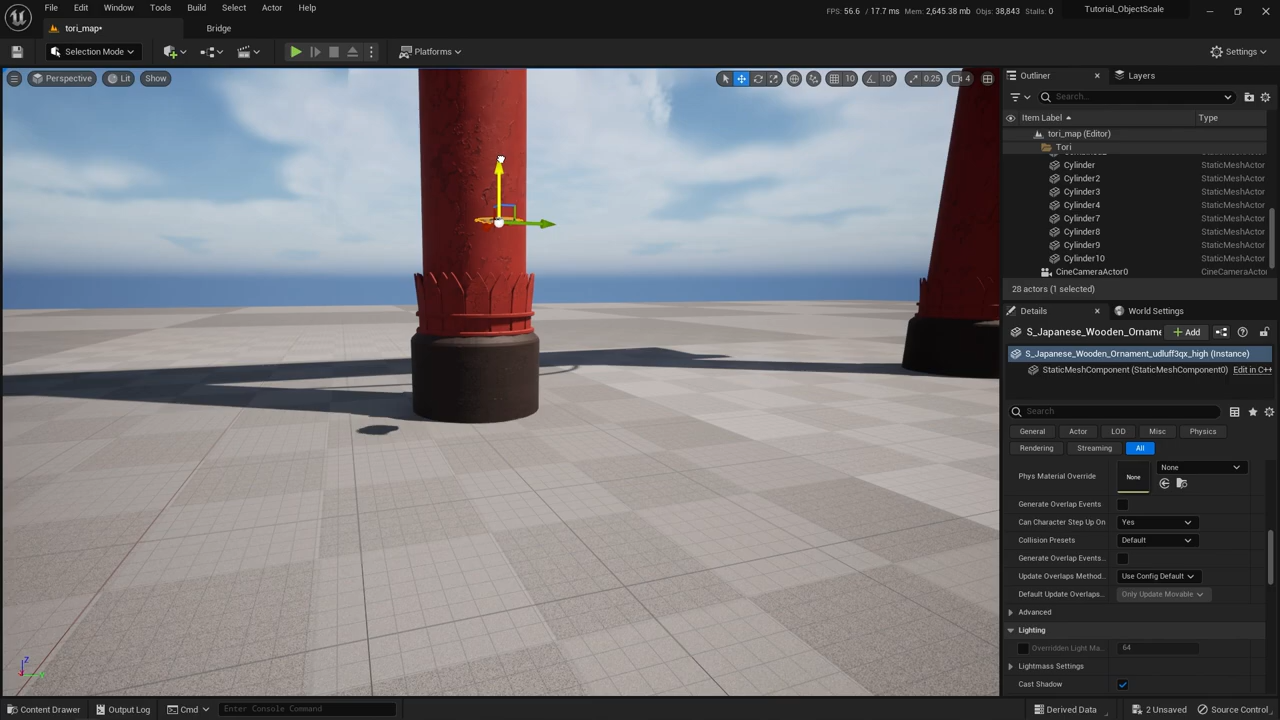 File Edit Window Tools Build Select Actor Help
FPS: 56.6 / 17.7 ms Mem: 2,645.38 mb Objs: 38,843 Stalls: 0
Tutorial_ObjectScale
tori_map•
Bridge
Selection Mode
Platforms
Settings
Perspective Lit Show
10 10° 0.25 4
Outliner
Layers
Search...
Item Label Type
tori_map (Editor)
Tori
Cylinder StaticMeshActor
Cylinder2 StaticMeshActor
Cylinder3 StaticMeshActor
Cylinder4 StaticMeshActor
Cylinder7 StaticMeshActor
Cylinder8 StaticMeshActor
Cylinder9 StaticMeshActor
Cylinder10 StaticMeshActor
CineCameraActor0 CineCameraActor
28 actors (1 selected)
Details
World Settings
S_Japanese_Wooden_Orname
Add
S_Japanese_Wooden_Ornament_udluff3qx_high (Instance)
StaticMeshComponent (StaticMeshComponent0) Edit in C++
Search
General Actor LOD Misc Physics
Rendering Streaming All
Phys Material Override None None
Generate Overlap Events
Can Character Step Up On Yes
Collision Presets Default
Generate Overlap Events...
Update Overlaps Method... Use Config Default
Default Update Overlaps... Only Update Movable
Advanced
Lighting
Overridden Light Ma... 64
Lightmass Settings
Cast Shadow
Z
Content Drawer
Output Log
Cmd
Enter Console Command
Derived Data
2 Unsaved
Source Control